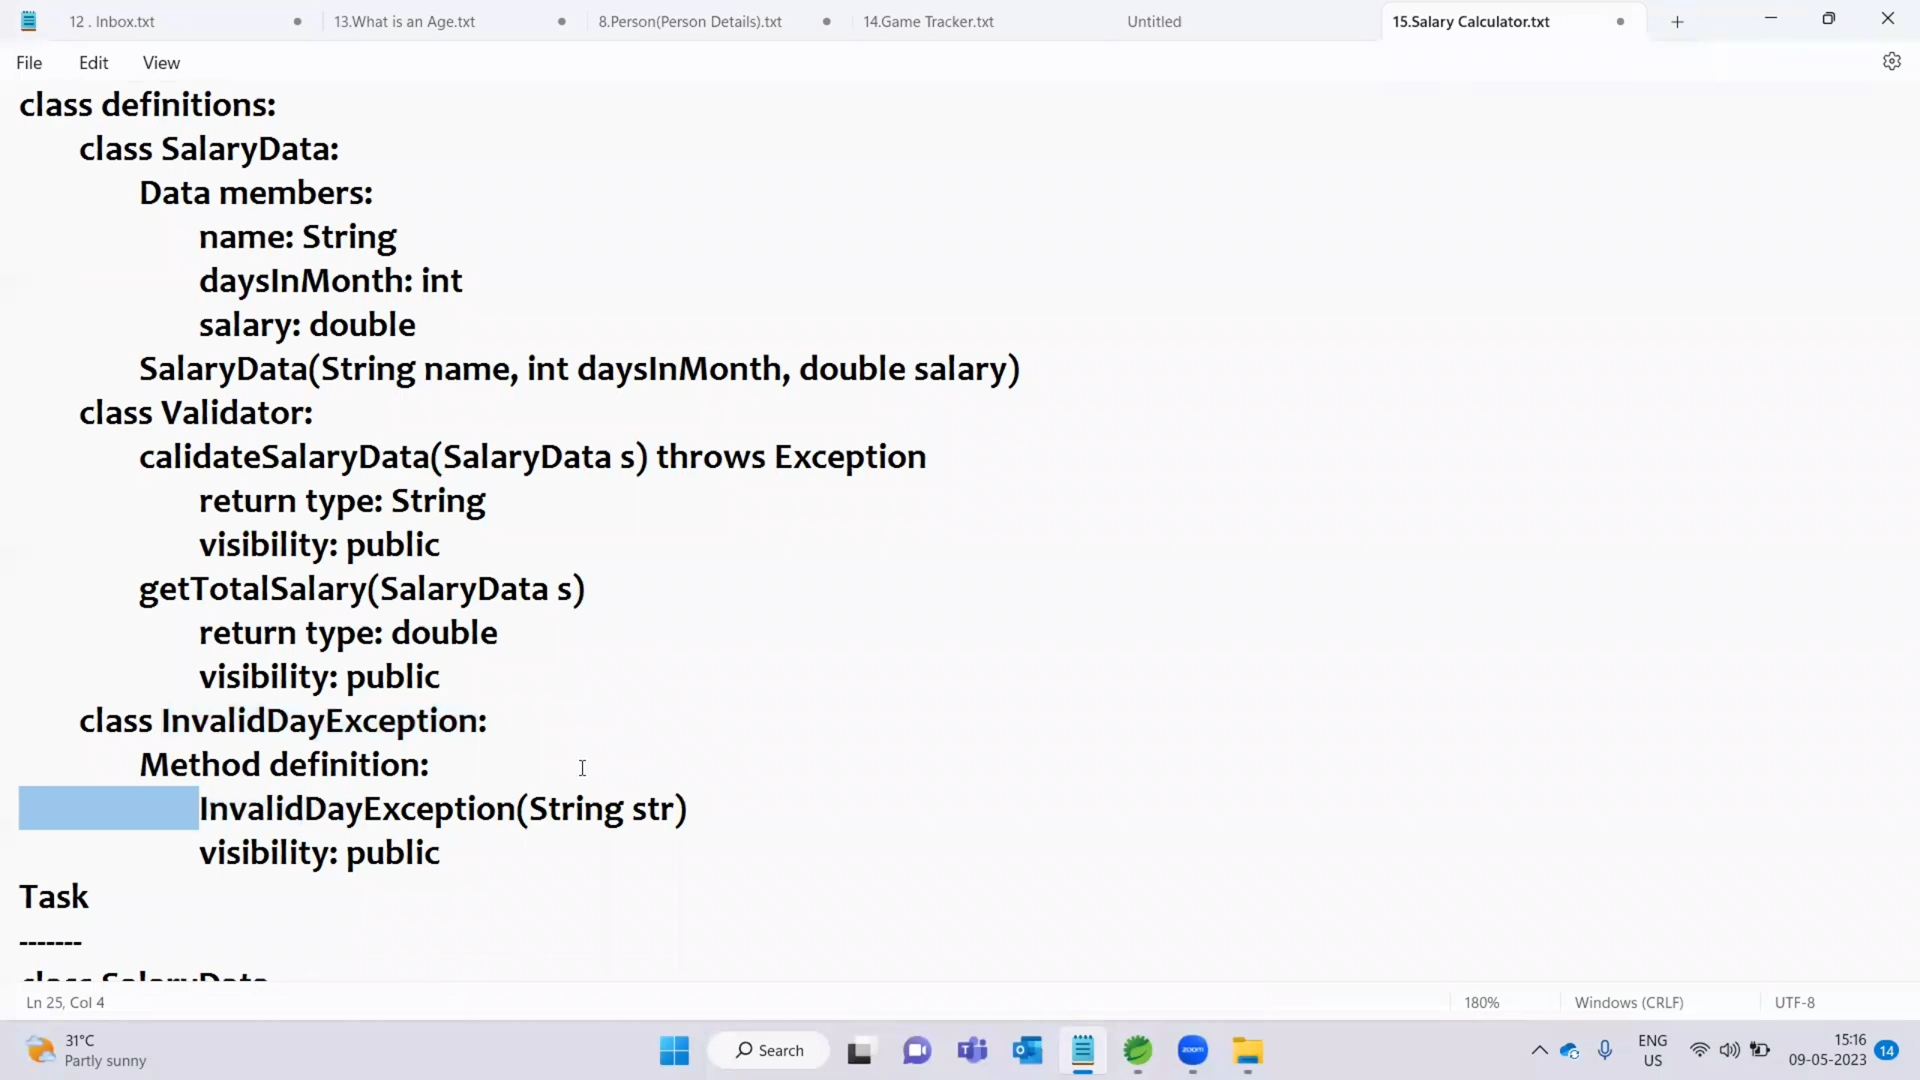 12 . Inbox.txt
13.What is an Age.txt
8.Person(Person Details).txt
14.Game Tracker.txt
Untitled
15.Salary Calculator.txt
File
Edit
View
class definitions:
class SalaryData:
Data members:
name: String
daysInMonth: int
salary: double
SalaryData(String name, int daysInMonth, double salary)
class Validator:
calidateSalaryData(SalaryData s) throws Exception
return type: String
visibility: public
getTotalSalary(SalaryData s)
return type: double
visibility: public
class InvalidDayException:
Method definition:
InvalidDayException(String str)
visibility: public
Task
-------
class SalaryData
Ln 25, Col 4
180%
Windows (CRLF)
UTF-8
31°C
Partly sunny
Search
zoom
ENG
US
15:16
09-05-2023
14